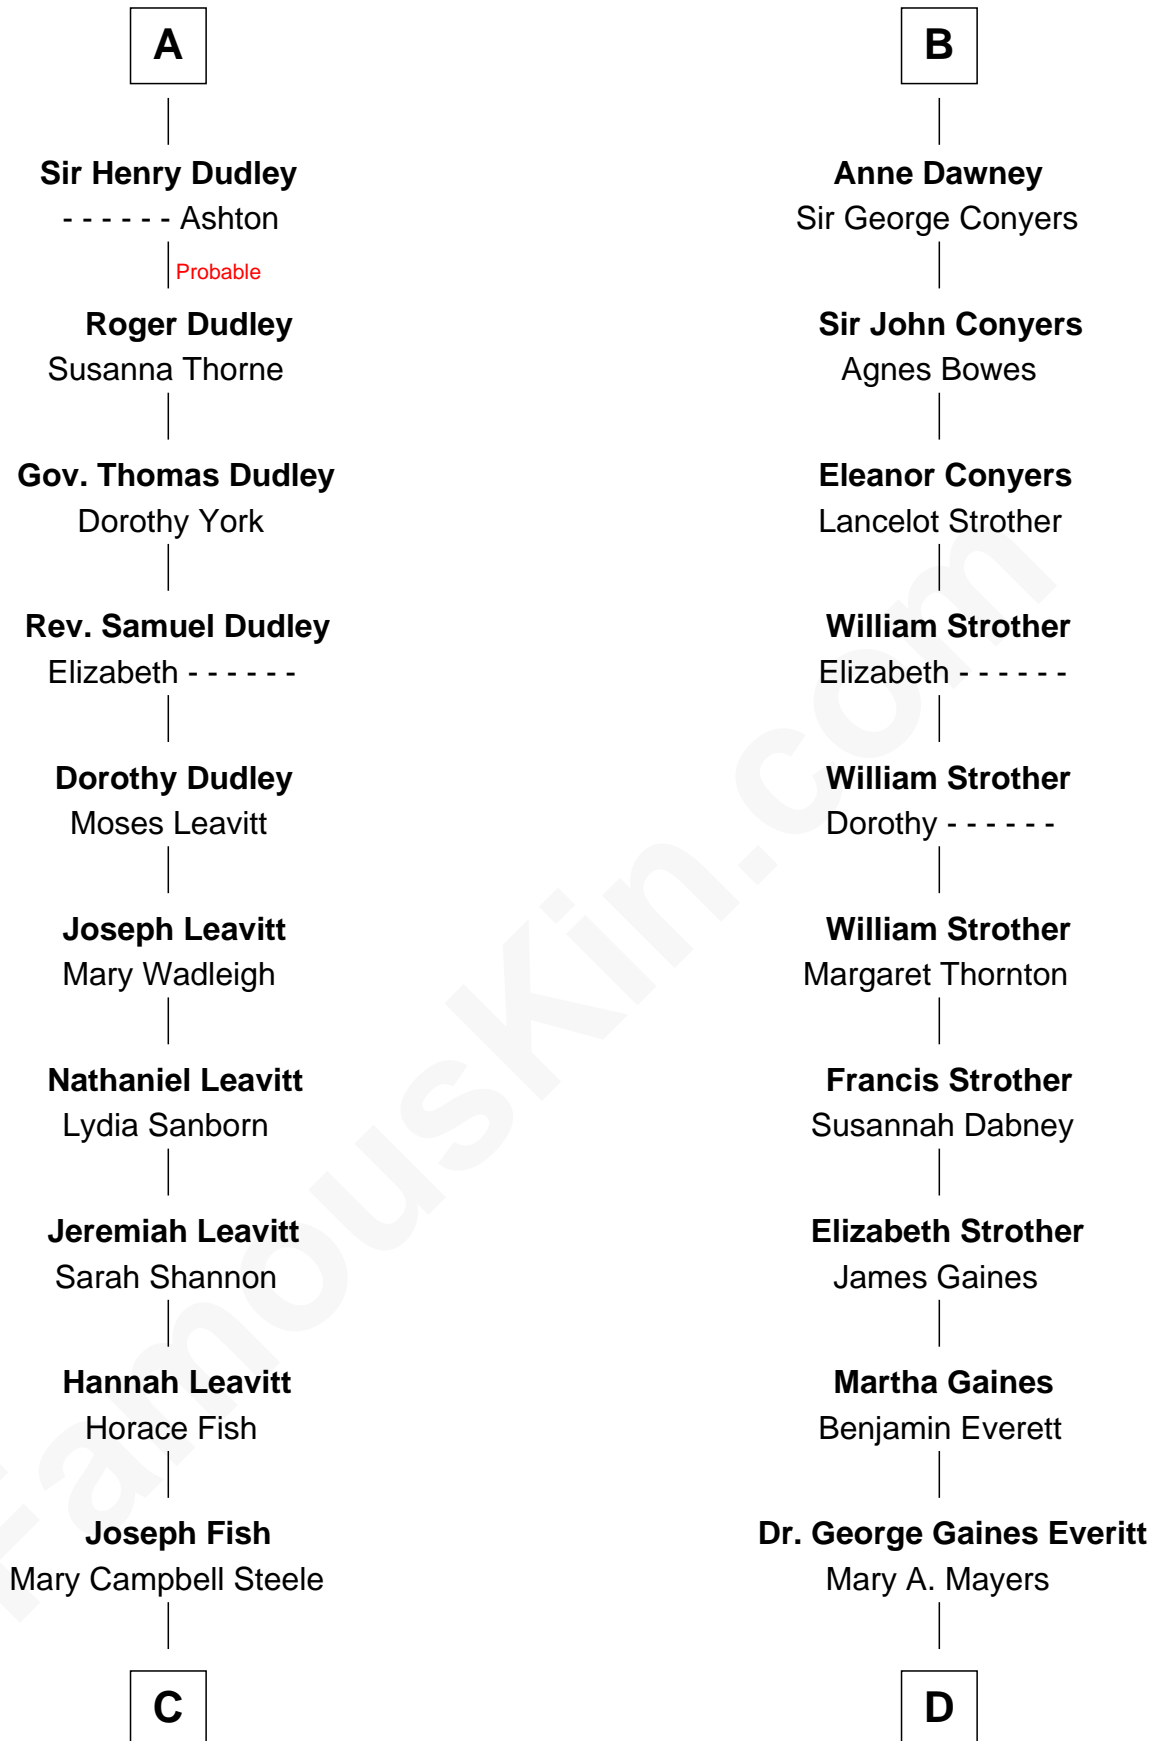 A
Sir Henry Dudley
- - - - - - Ashton
Probable
Roger Dudley
Susanna Thorne
Gov. Thomas Dudley
Dorothy York
Rev. Samuel Dudley
Elizabeth - - - - - -
Dorothy Dudley
Moses Leavitt
Joseph Leavitt
Mary Wadleigh
Nathaniel Leavitt
Lydia Sanborn
Jeremiah Leavitt
Sarah Shannon
Hannah Leavitt
Horace Fish
Joseph Fish
Mary Campbell Steele
C
B
Anne Dawney
Sir George Conyers
Sir John Conyers
Agnes Bowes
Eleanor Conyers
Lancelot Strother
William Strother
Elizabeth - - - - - -
William Strother
Dorothy - - - - - -
William Strother
Margaret Thornton
Francis Strother
Susannah Dabney
Elizabeth Strother
James Gaines
Martha Gaines
Benjamin Everett
Dr. George Gaines Everitt
Mary A. Mayers
D
FamousKin.com